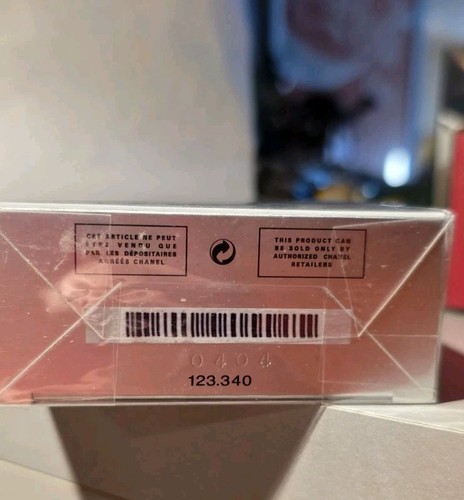 CET ARTICLE NE PEUT
ÊTRE VENDU QUE
PAR LES DÉPOSITAIRES
AGRÉÉS CHANEL
THIS PRODUCT CAN
BE SOLD ONLY BY
AUTHORIZED CHANEL
RETAILERS
0404
123.340